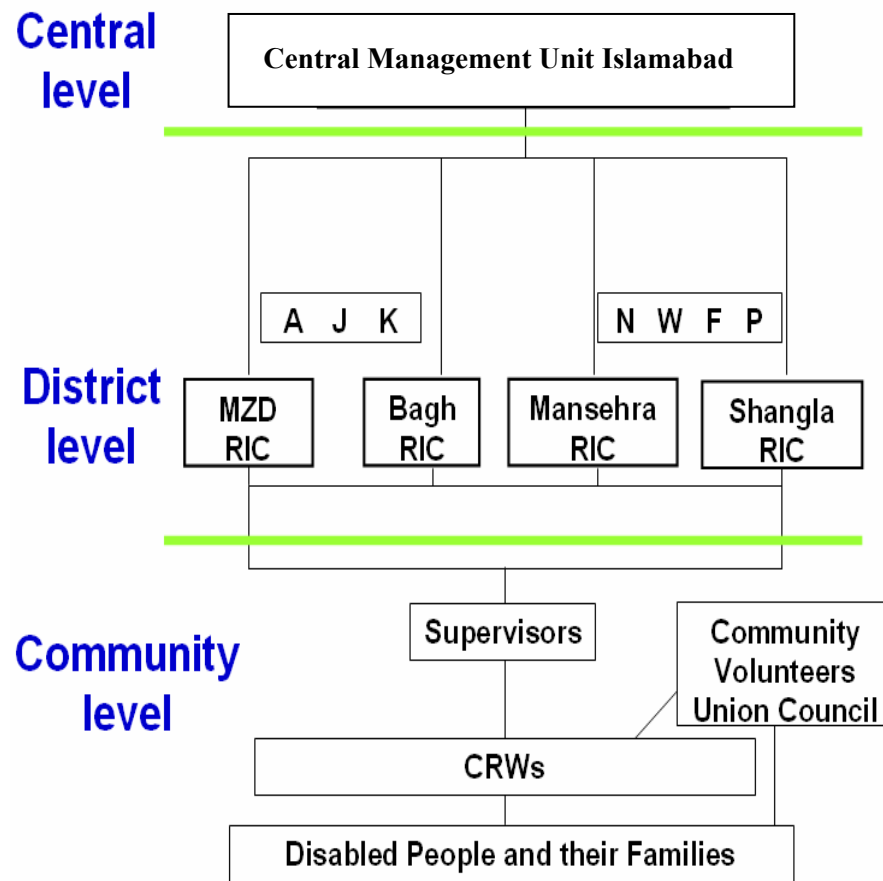 Central
level
Central Management Unit Islamabad
A J K
N W F P
District
level
MZD
RIC
Bagh
RIC
Mansehra
RIC
Shangla
RIC
Community
level
Supervisors
Community
Volunteers
Union Council
CRWs
Disabled People and their Families